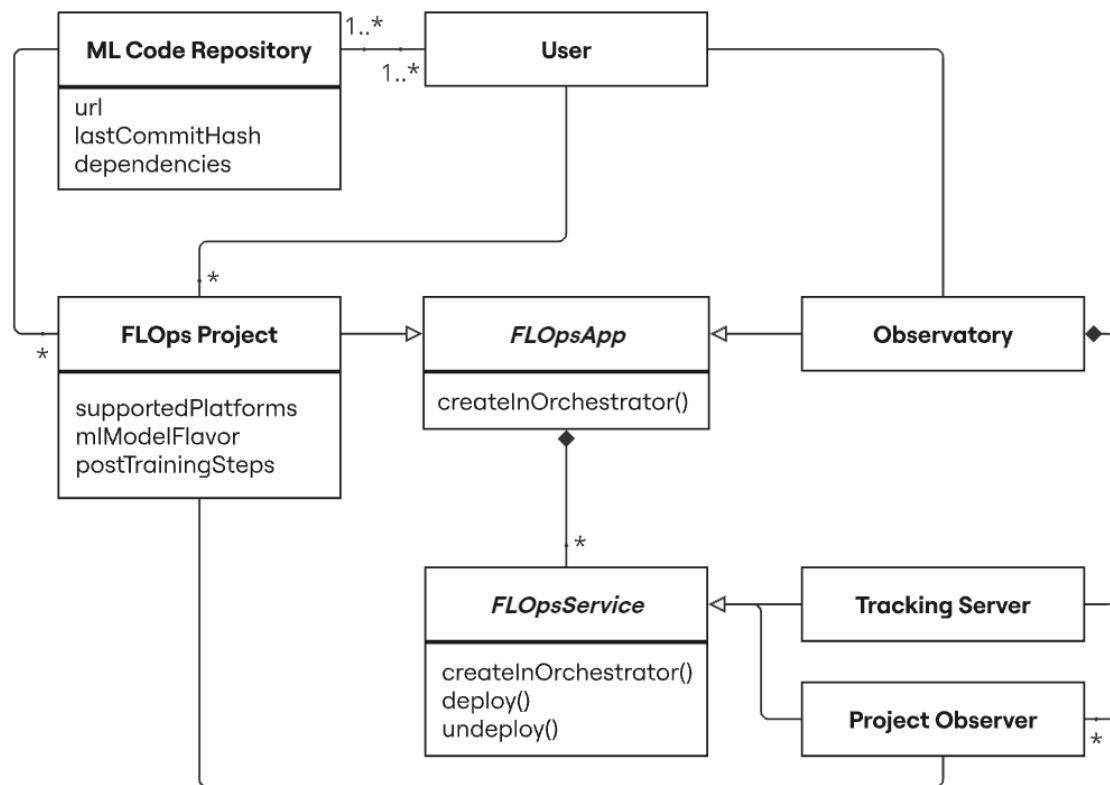 ML Code Repository
1..*
1..*
User
url
lastCommitHash
dependencies
*
*
FLOps Project
FLOpsApp
Observatory
supportedPlatforms
mlModelFlavor
postTrainingSteps
createInOrchestrator()
*
FLOpsService
Tracking Server
createInOrchestrator()
deploy()
undeploy()
Project Observer
*